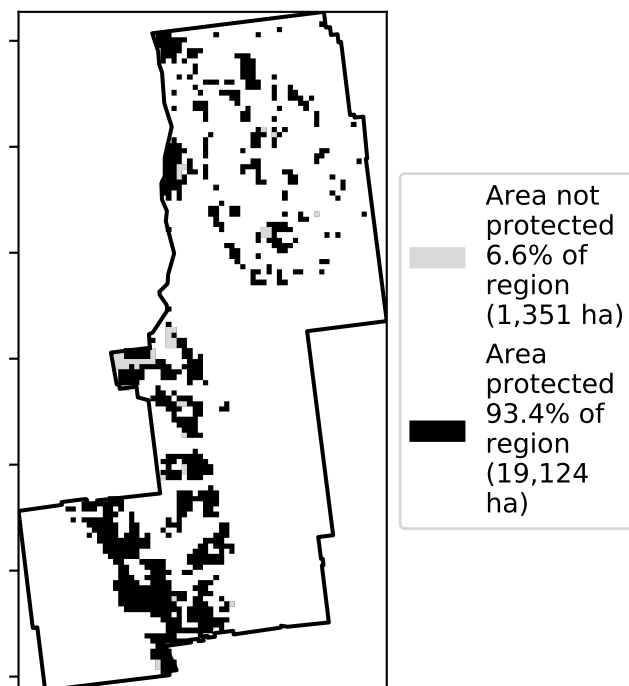 Area not
protected
6.6% of
region
(1,351 ha)
Area
protected
93.4% of
region
(19,124
ha)